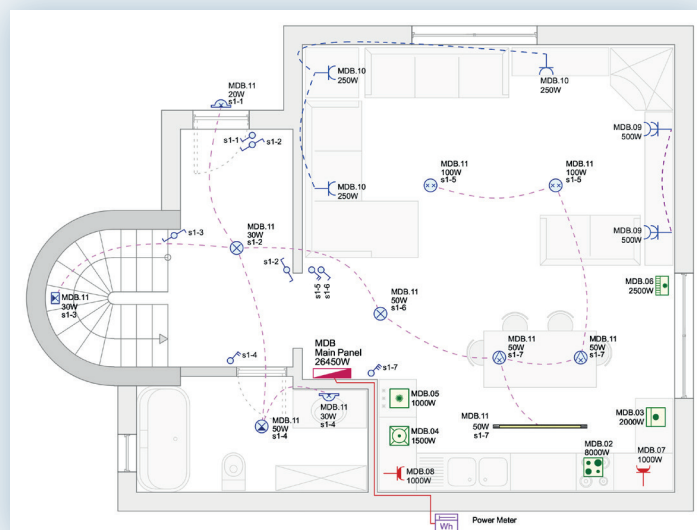 MDB.11
20W
s1-1
MDB.10
250W
MDB.10
250W
s1-1
s1-2
MDB.09
500W
MDB.11
100W
s1-5
MDB.11
100W
s1-5
MDB.10
250W
s1-3
MDB.11
30W
s1-2
MDB.09
500W
s1-2
s1-5
s1-6
MDB.06
2500W
MDB.11
30W
s1-3
MDB.11
50W
s1-6
MDB
Main Panel
26450W
s1-4
s1-7
MDB.11
50W
s1-7
MDB.11
50W
s1-7
MDB.05
1000W
MDB.11
30W
s1-4
MDB.11
50W
s1-4
MDB.04
1500W
MDB.11
50W
s1-7
MDB.03
2000W
MDB.02
8000W
MDB.07
1000W
MDB.08
1000W
Wh
Power Meter